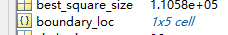 best_square_size 1.1058e+05
boundary_loc 1x5 cell